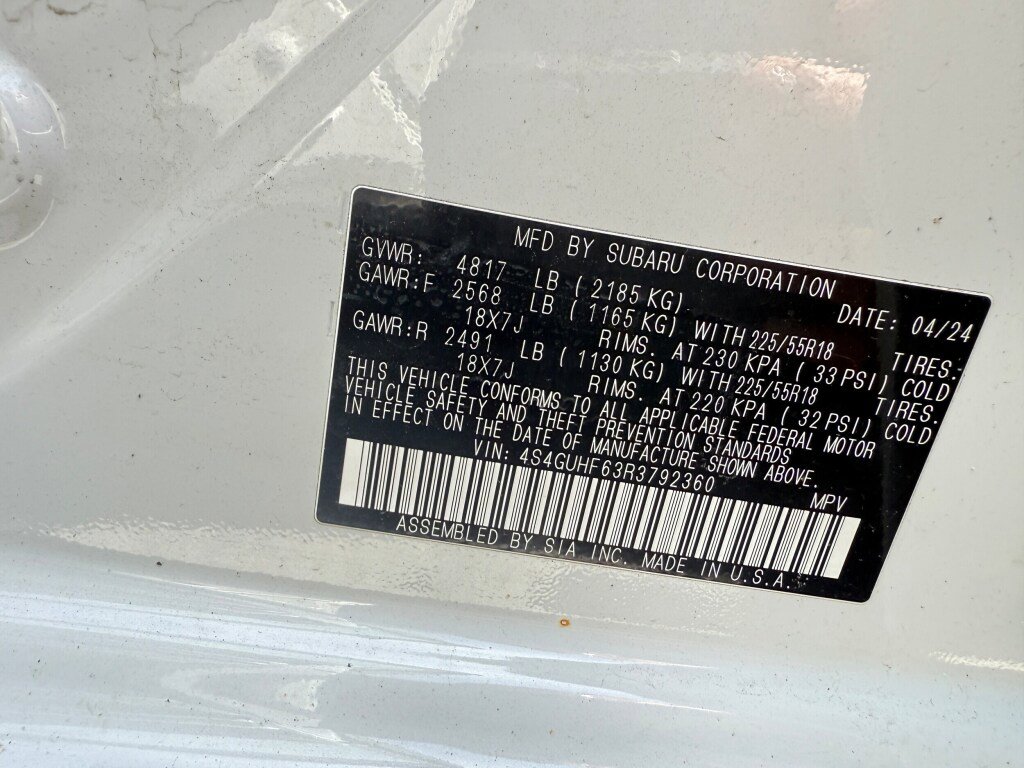 MFD BY SUBARU CORPORATION DATE: 04/24
GVWR: 4817 LB (2185 KG)
GAWR:F 2568 LB (1165 KG) WITH 225/55R18 TIRES.
18X7J RIMS. AT 230 KPA (33 PSI) COLD
GAWR:R 2491 LB (1130 KG) WITH 225/55R18 TIRES.
18X7J RIMS. AT 220 KPA (32 PSI) COLD
THIS VEHICLE CONFORMS TO ALL APPLICABLE FEDERAL MOTOR
VEHICLE SAFETY AND THEFT PREVENTION STANDARDS
IN EFFECT ON THE DATE OF MANUFACTURE SHOWN ABOVE.
VIN: 4S4GUHF63R3792360 MPV
ASSEMBLED BY SIA INC. MADE IN U.S.A.